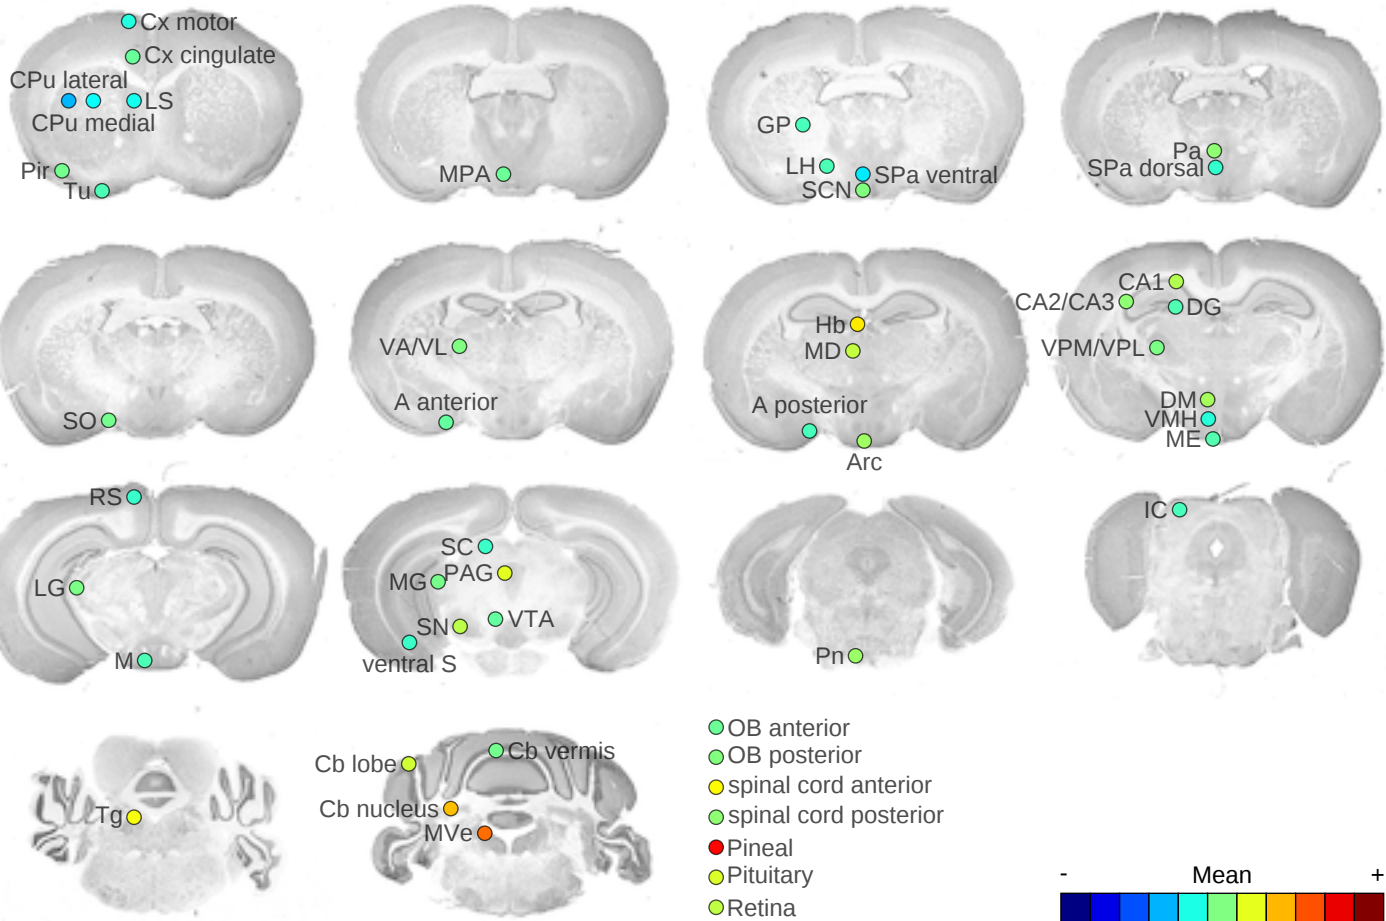 Cx motor
Cx cingulate
CPu lateral
LS
CPu medial
Pir
Tu
MPA
GP
LH
SPa ventral
SCN
Pa
SPa dorsal
SO
VA/VL
A anterior
Hb
MD
A posterior
Arc
CA1
CA2/CA3
DG
VPM/VPL
DM
VMH
ME
RS
LG
M
SC
MG
PAG
SN
VTA
ventral S
Pn
IC
Tg
Cb lobe
Cb vermis
Cb nucleus
MVe
OB anterior
OB posterior
spinal cord anterior
spinal cord posterior
Pineal
Pituitary
Retina
- Mean +